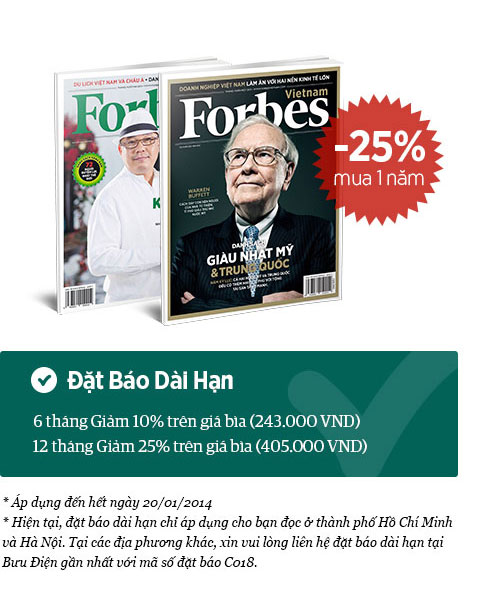 DU LỊCH VIỆT NAM VÀ CHÂU Á
Forbes
DOANH NGHIỆP VIỆT NAM LÀM ĂN VỚI HAI NỀN KINH TẾ LỚN
Vietnam
Forbes
WARREN
BUFFETT
DANH SÁCH
GIÀU NHẤT MỸ
& TRUNG QUỐC
-25%
mua 1 năm
Đặt Báo Dài Hạn
6 tháng Giảm 10% trên giá bìa (243.000 VND)
12 tháng Giảm 25% trên giá bìa (405.000 VND)
* Áp dụng đến hết ngày 20/01/2014
* Hiện tại, đặt báo dài hạn chỉ áp dụng cho bạn đọc ở thành phố Hồ Chí Minh
và Hà Nội. Tại các địa phương khác, xin vui lòng liên hệ đặt báo dài hạn tại
Bưu Điện gần nhất với mã số đặt báo C018.